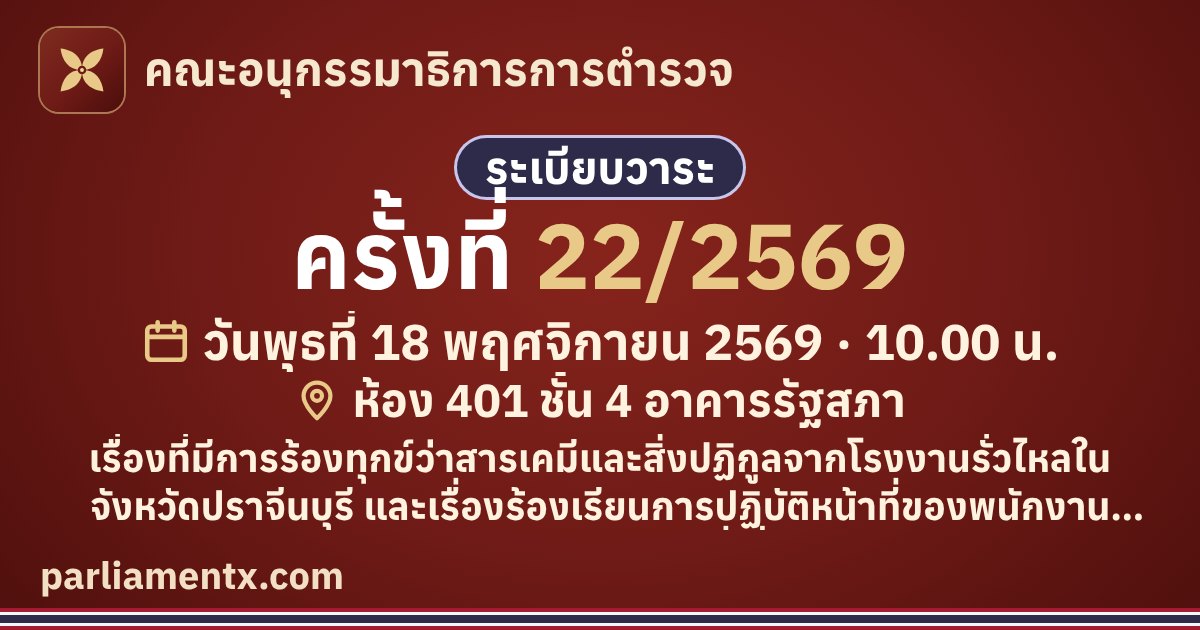 คณะอนุกรรมาธิการการตำรวจ
ระเบียบวาระ
ครั้งที่ 22/2569
วันพุธที่ 18 พฤศจิกายน 2569 · 10.00 น.
ห้อง 401 ชั้น 4 อาคารรัฐสภา
เรื่องที่มีการร้องทุกข์ว่าสารเคมีและสิ่งปฏิกูลจากโรงงานรั่วไหลใน
จังหวัดปราจีนบุรี และเรื่องร้องเรียนการปฏิบัติหน้าที่ของพนักงาน...
parliamentx.com